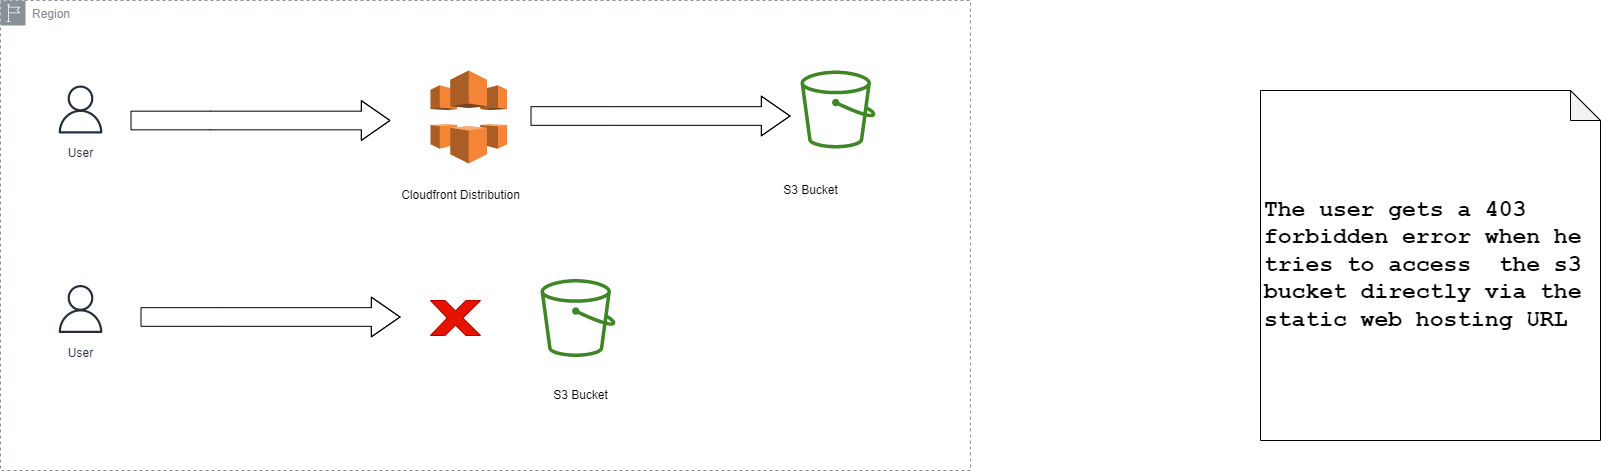 Region
User
Cloudfront Distribution
S3 Bucket
User
S3 Bucket
The user gets a 403
forbidden error when he
tries to access  the s3
bucket directly via the
static web hosting URL